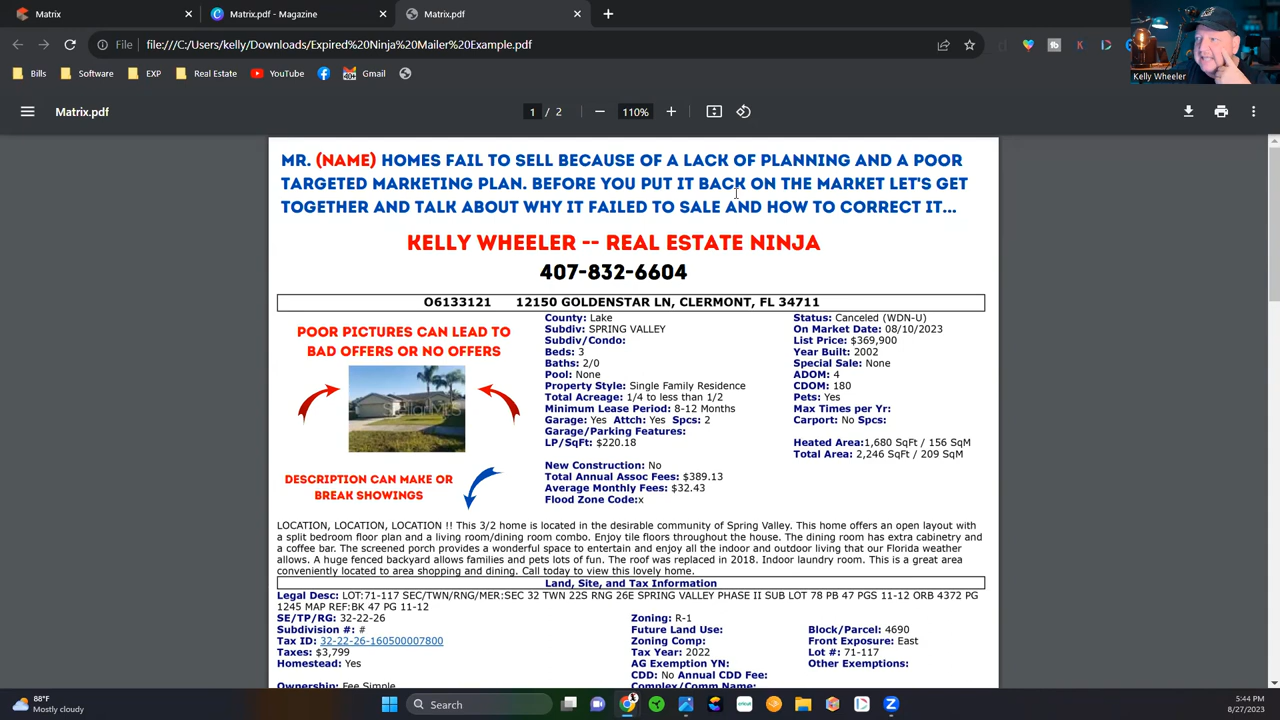 Matrix
Matrix.pdf - Magazine
Matrix.pdf
File
file:///C:/Users/kelly/Downloads/Expired%20Ninja%20Mailer%20Example.pdf
Kelly Wheeler
Bills
Software
EXP
Real Estate
YouTube
Gmail
Matrix.pdf
1 / 2
110%
MR. (NAME) HOMES FAIL TO SELL BECAUSE OF A LACK OF PLANNING AND A POOR
TARGETED MARKETING PLAN. BEFORE YOU PUT IT BACK ON THE MARKET LET'S GET
TOGETHER AND TALK ABOUT WHY IT FAILED TO SALE AND HOW TO CORRECT IT...
KELLY WHEELER -- REAL ESTATE NINJA
407-832-6604
O6133121 12150 GOLDENSTAR LN, CLERMONT, FL 34711
POOR PICTURES CAN LEAD TO
BAD OFFERS OR NO OFFERS
DESCRIPTION CAN MAKE OR
BREAK SHOWINGS
County: Lake
Subdiv: SPRING VALLEY
Subdiv/Condo:
Beds: 3
Baths: 2/0
Pool: None
Property Style: Single Family Residence
Total Acreage: 1/4 to less than 1/2
Minimum Lease Period: 8-12 Months
Garage: Yes Attch: Yes Spcs: 2
Garage/Parking Features:
LP/SqFt: $220.18
New Construction: No
Total Annual Assoc Fees: $389.13
Average Monthly Fees: $32.43
Flood Zone Code:x
Status: Canceled (WDN-U)
On Market Date: 08/10/2023
List Price: $369,900
Year Built: 2002
Special Sale: None
ADOM: 4
CDOM: 180
Pets: Yes
Max Times per Yr:
Carport: No Spcs:
Heated Area:1,680 SqFt / 156 SqM
Total Area: 2,246 SqFt / 209 SqM
LOCATION, LOCATION, LOCATION !! This 3/2 home is located in the desirable community of Spring Valley. This home offers an open layout with
a split bedroom floor plan and a living room/dining room combo. Enjoy tile floors throughout the house. The dining room has extra cabinetry and
a coffee bar. The screened porch provides a wonderful space to entertain and enjoy all the indoor and outdoor living that our Florida weather
allows. A huge fenced backyard allows families and pets lots of fun. The roof was replaced in 2018. Indoor laundry room. This is a great area
conveniently located to area shopping and dining. Call today to view this lovely home.
Land, Site, and Tax Information
Legal Desc: LOT:71-117 SEC/TWN/RNG/MER:SEC 32 TWN 22S RNG 26E SPRING VALLEY PHASE II SUB LOT 78 PB 47 PGS 11-12 ORB 4372 PG
1245 MAP REF:BK 47 PG 11-12
SE/TP/RG: 32-22-26
Subdivision #: #
Tax ID: 32-22-26-160500007800
Taxes: $3,799
Homestead: Yes
Ownership: Fee Simple
Zoning: R-1
Future Land Use:
Zoning Comp:
Tax Year: 2022
AG Exemption YN:
CDD: No Annual CDD Fee:
Complex/Comm Name:
Block/Parcel: 4690
Front Exposure: East
Lot #: 71-117
Other Exemptions:
88°F
Mostly cloudy
Search
5:44 PM
8/27/2023